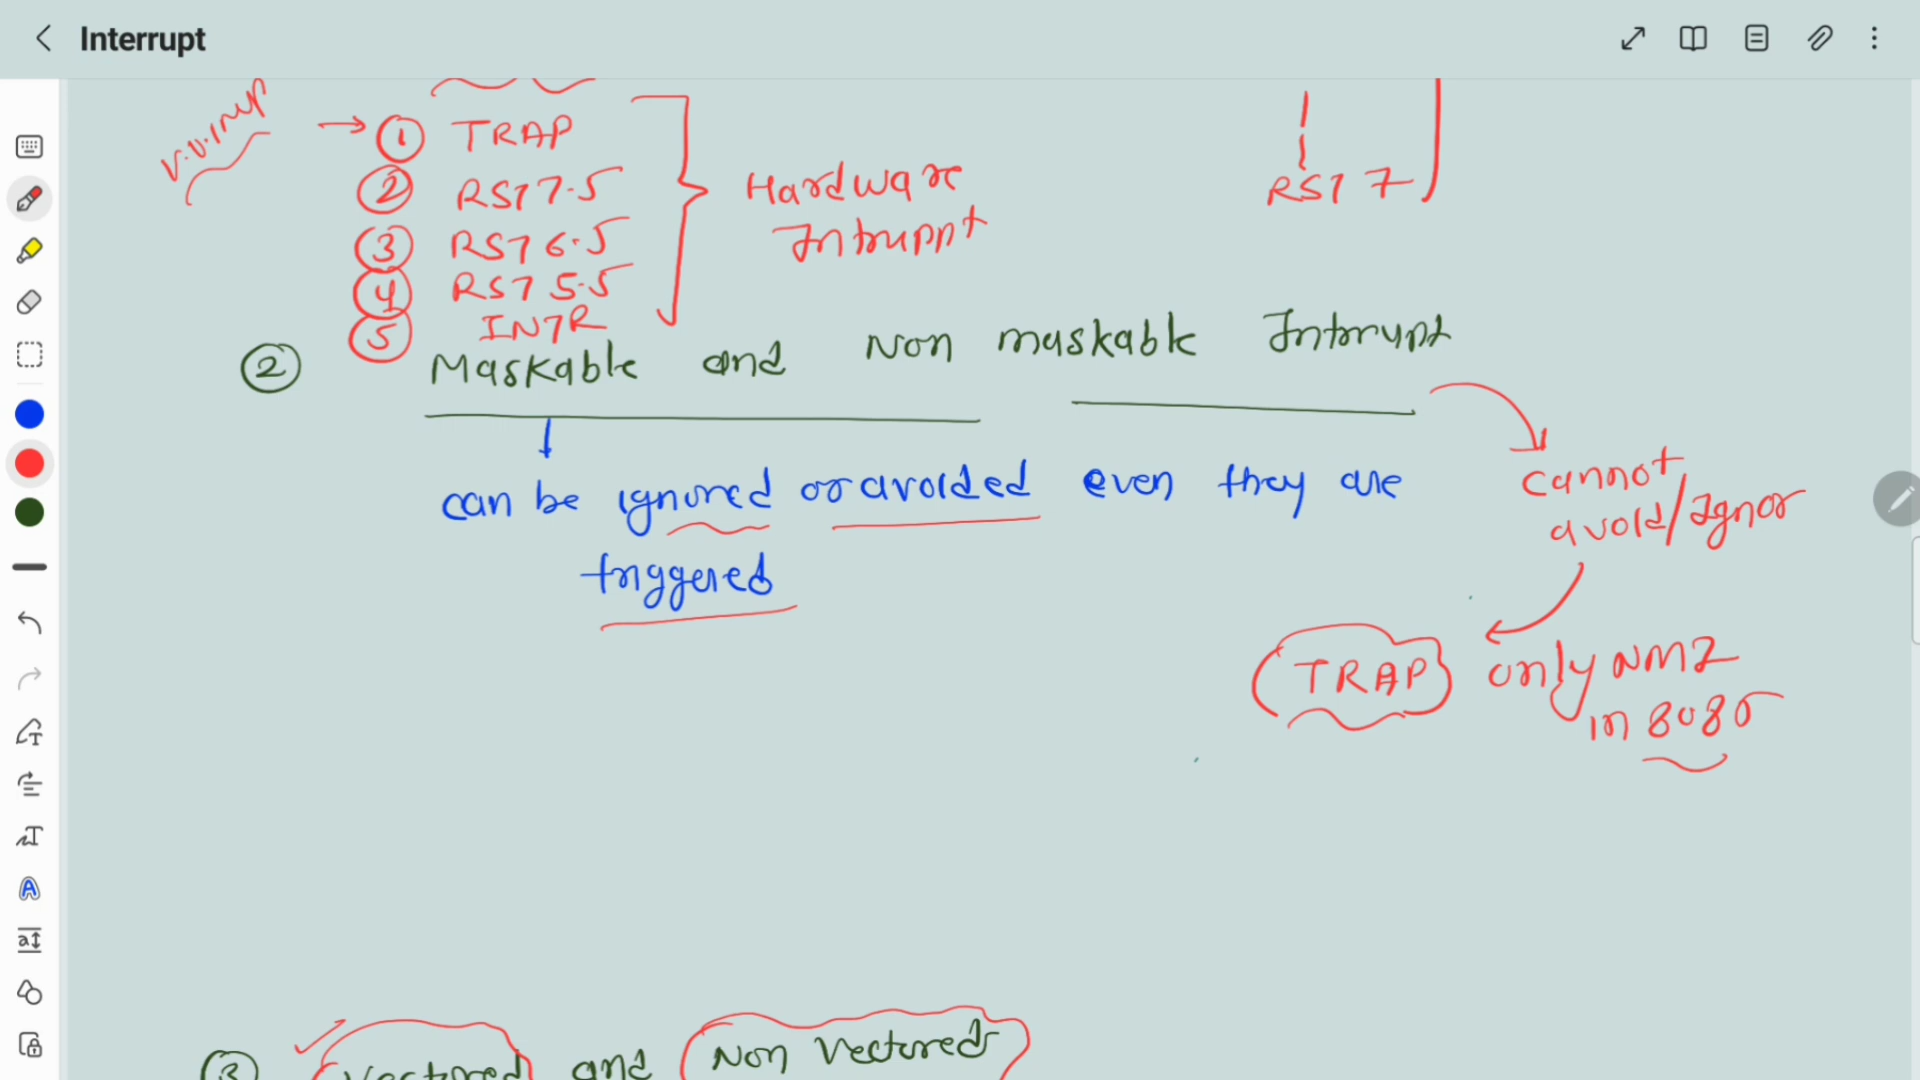 Interrupt
v.v.imp
① TRAP
② RST 7.5
③ RST 6.5
④ RST 5.5
⑤ INTR
Hardware
Intruppt
RST 7
② Maskable and Non maskable Intrrupt
can be ignored or avoided even they are
triggered
cannot
avoid/Ignor
TRAP only NMI
in 8085
③ Vectored and Non Vectored